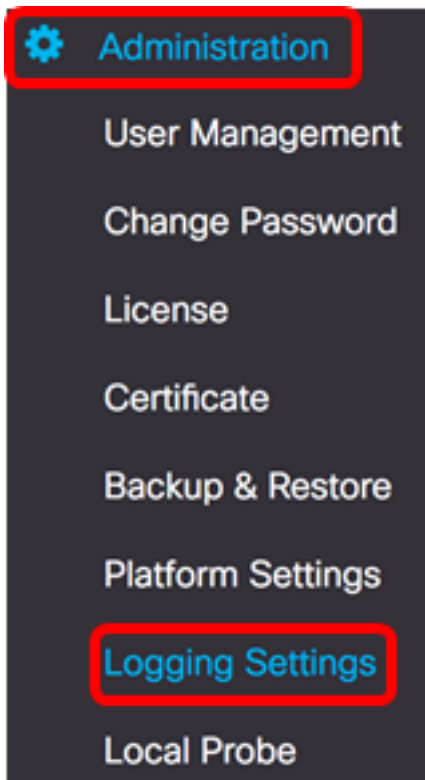 Administration
User Management
Change Password
License
Certificate
Backup & Restore
Platform Settings
Logging Settings
Local Probe